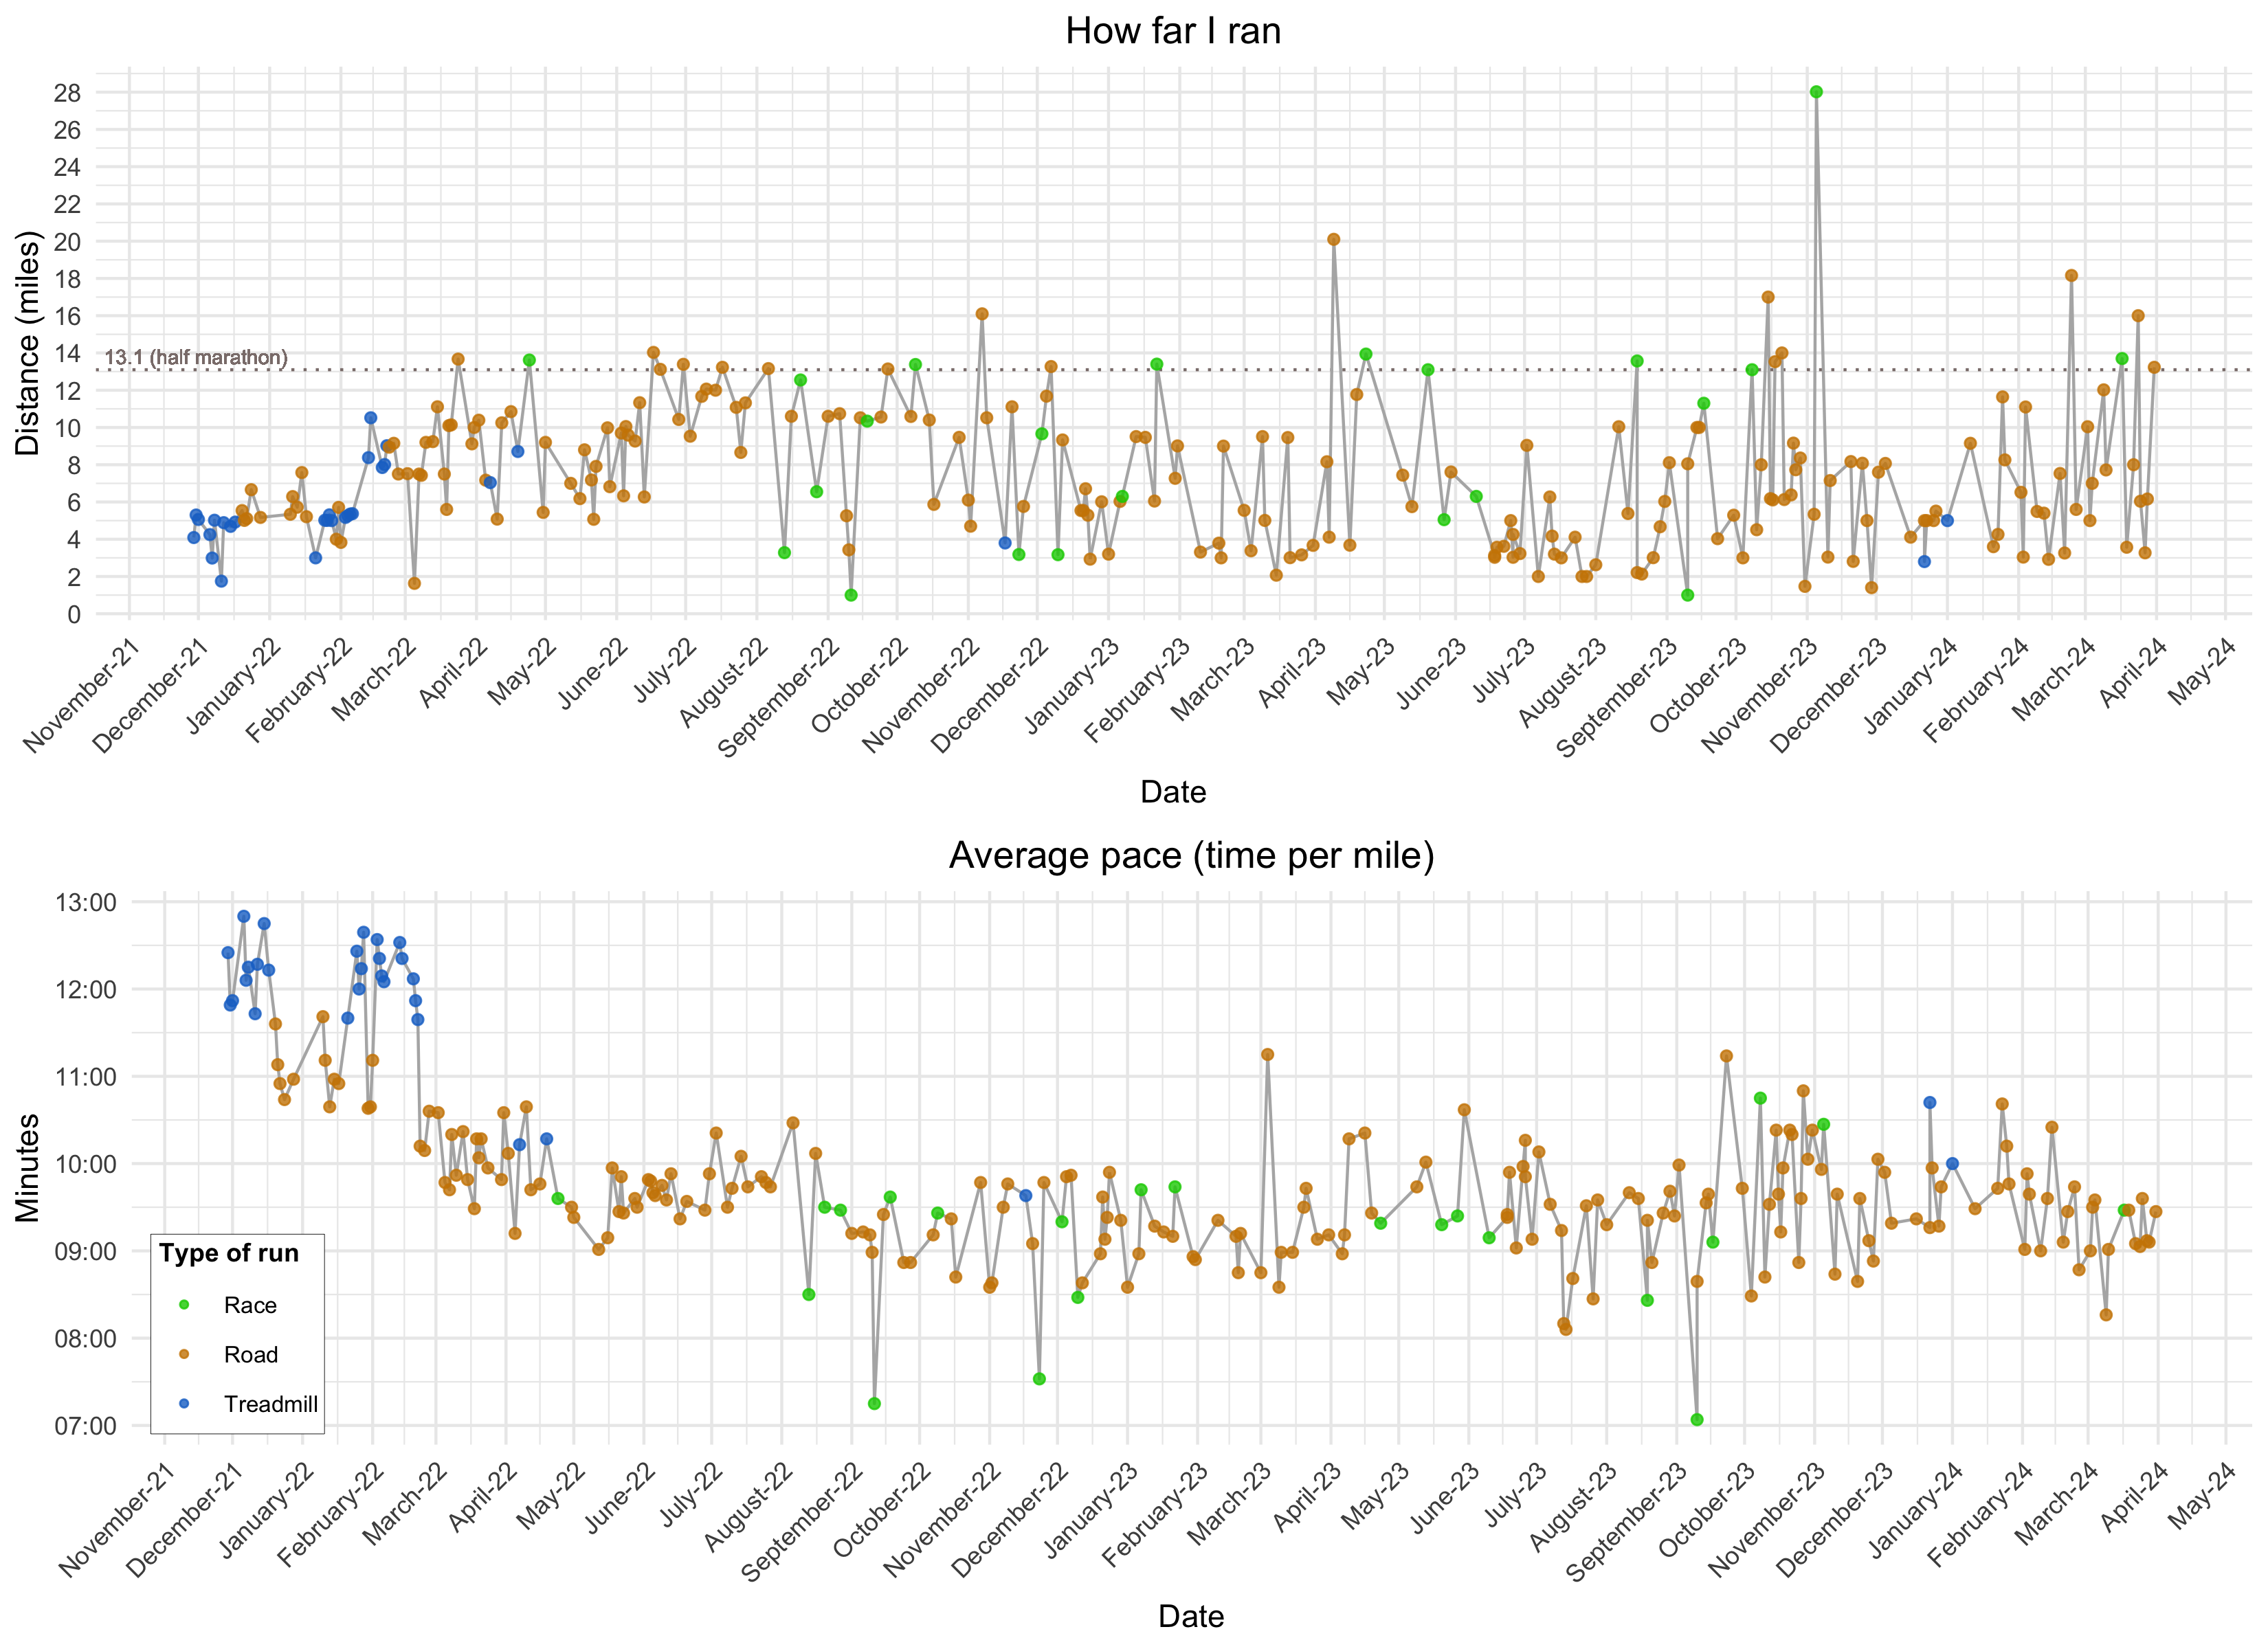 How far I ran
Distance (miles)
28
26
24
22
20
18
16
14
12
10
8
6
4
2
0
13.1 (half marathon)
November-21
December-21
January-22
February-22
March-22
April-22
May-22
June-22
July-22
August-22
September-22
October-22
November-22
December-22
January-23
February-23
March-23
April-23
May-23
June-23
July-23
August-23
September-23
October-23
November-23
December-23
January-24
February-24
March-24
April-24
May-24
Date
Average pace (time per mile)
Minutes
13:00
12:00
11:00
10:00
09:00
08:00
07:00
Type of run
Race
Road
Treadmill
November-21
December-21
January-22
February-22
March-22
April-22
May-22
June-22
July-22
August-22
September-22
October-22
November-22
December-22
January-23
February-23
March-23
April-23
May-23
June-23
July-23
August-23
September-23
October-23
November-23
December-23
January-24
February-24
March-24
April-24
May-24
Date